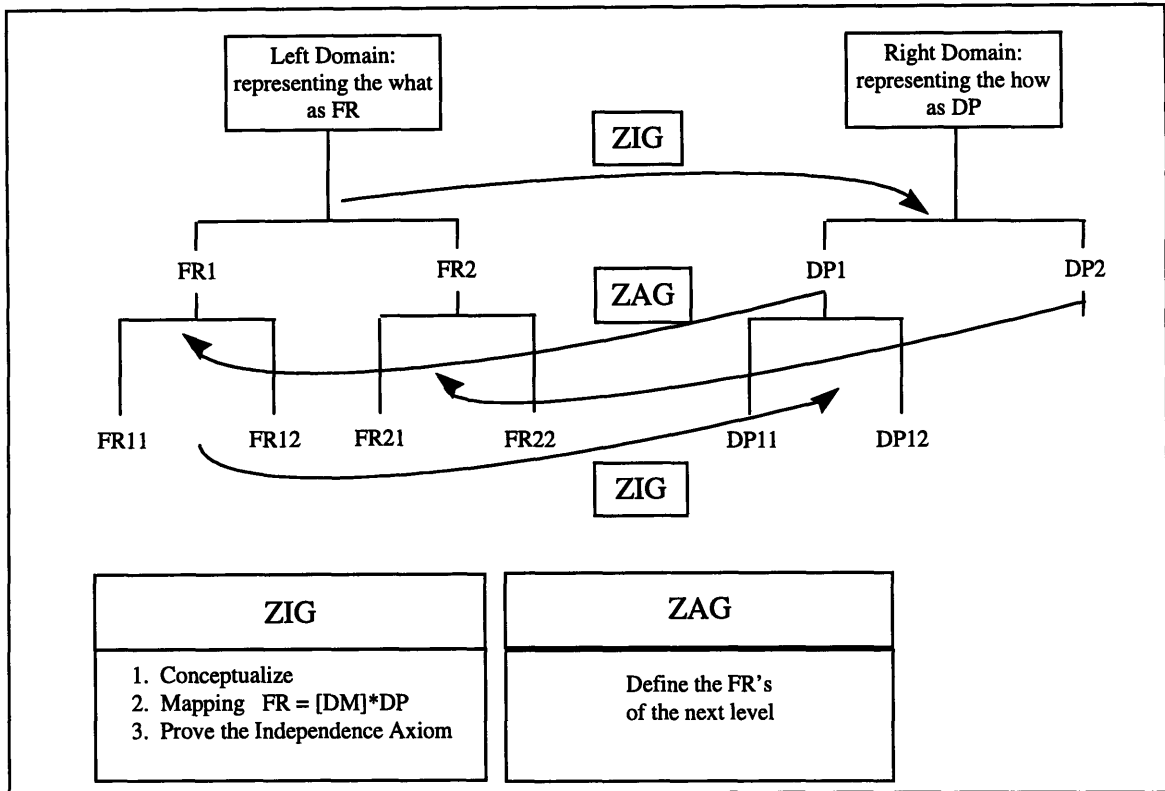 Left Domain:
representing the what
as FR
Right Domain:
representing the how
as DP
ZIG
FR1
FR2
DP1
DP2
ZAG
FR11
FR12
FR21
FR22
DP11
DP12
ZIG
ZIG
1. Conceptualize
2. Mapping FR = [DM]*DP
3. Prove the Independence Axiom
ZAG
Define the FR's
of the next level